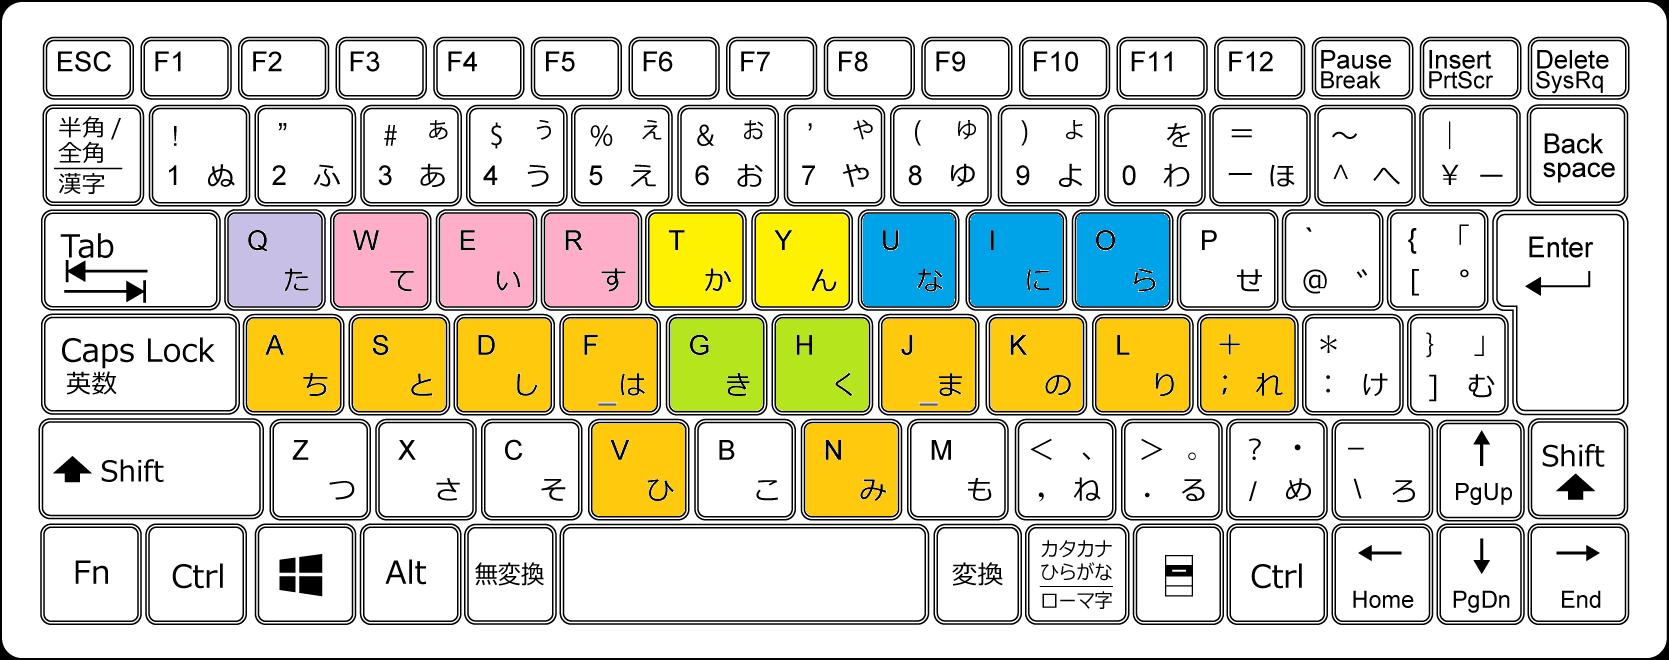 ESC F1 F2 F3 F4 F5 F6 F7 F8 F9 F10 F11 F12 Pause Break Insert PrtScr Delete SysRq
半角/全角 漢字 ! 1 ぬ ” 2 ふ # ぁ 3 あ $ ぅ 4 う % ぇ 5 え & ぉ 6 お ’ ゃ 7 や ( ゅ 8 ゆ ) ょ 9 よ を 0 わ = ー ほ ~ ^ へ | ¥ ー Back space
Tab Q た W て E い R す T か Y ん U な I に O ら P せ ` @ ゛ { 「 [ ゜ Enter
Caps Lock 英数 A ち S と D し F は G き H く J ま K の L り + ; れ * : け } 」 ] む
Shift Z つ X さ C そ V ひ B こ N み M も < 、 , ね > 。 . る ? ・ / め _ \ ろ ↑ PgUp Shift
Fn Ctrl Alt 無変換 変換 カタカナ ひらがな ローマ字 Ctrl ← Home ↓ PgDn → End